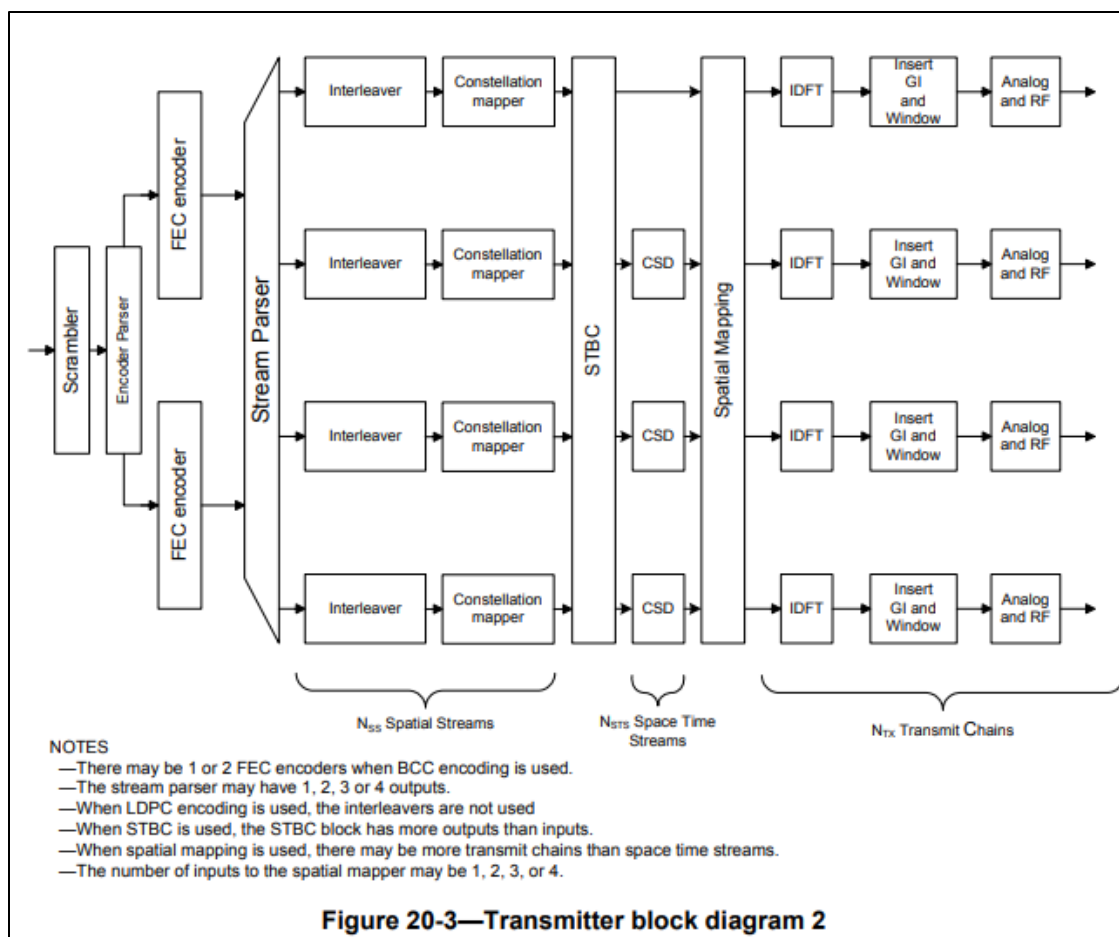 Scrambler
Encoder Parser
FEC encoder
FEC encoder
Stream Parser
Interleaver
Constellation
mapper
Interleaver
Constellation
mapper
Interleaver
Constellation
mapper
Interleaver
Constellation
mapper
STBC
CSD
CSD
CSD
Spatial Mapping
IDFT
Insert
GI
and
Window
Analog
and RF
IDFT
Insert
GI and
Window
Analog
and RF
IDFT
Insert
GI and
Window
Analog
and RF
IDFT
Insert
GI and
Window
Analog
and RF
NSS Spatial Streams
NSTS Space Time
Streams
NTX Transmit Chains
NOTES
—There may be 1 or 2 FEC encoders when BCC encoding is used.
—The stream parser may have 1, 2, 3 or 4 outputs.
—When LDPC encoding is used, the interleavers are not used
—When STBC is used, the STBC block has more outputs than inputs.
—When spatial mapping is used, there may be more transmit chains than space time streams.
—The number of inputs to the spatial mapper may be 1, 2, 3, or 4.
Figure 20-3—Transmitter block diagram 2